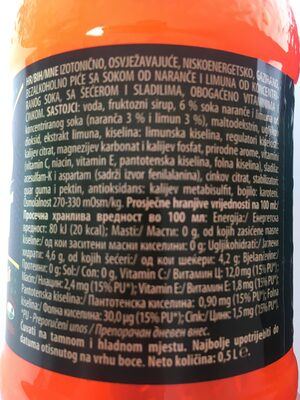 HR/BIH/MNE IZOTONIČNO, OSVJEŽAVAJUĆE, NISKOENERGETSKO, GAZIRANO
BEZALKOHOLNO PIĆE SA SOKOM OD NARANČE I LIMUNA OD KONCENTRI-
RANOG SOKA, SA ŠEĆEROM I SLADILIMA, OBOGAĆENO VITAMINIMA
CINKOM. SASTOJCI: voda, fruktozni sirup, 6 % soka naranče i limuna od
koncentriranog soka (naranča 3 % i limun 3 %), maltodekstrin, ugljikov
dioksid, ekstrakt limuna, kiselina: limunska kiselina, regulatori kiselosti:
kalijev citrat, magnezijev karbonat i kalijev fosfat, prirodne arome, vitamini
vitamin C, niacin, vitamin E, pantotenska kiselina, folna kiselina, sladila:
acesulfam-K i aspartam (sadrži izvor fenilalanina), cinkov citrat, stabilizatori:
guar guma i pektin, antioksidans: kalijev metabisulfit, bojilo: karoteni.
Osmolalnost 270-330 mOsm/kg. Prosječne hranjive vrijednosti na 100 ml:/
Просечна хранљива вредност на 100 мл: Energija:/ Енергетска
вредност: 80 kJ (20 kcal); Masti:/ Масти: 0 g, od kojih zasićene masne
kiseline:/ од кoj заситени масни киселини: 0 g; Ugljikohidrati:/ Јаглени
хидрати: 4,6 g, od kojih šećeri:/ од кои шеќери: 4,2 g; Bjelančevine:/
Протеини: 0 g; Sol:/ Сол: 0 g. Vitamin C:/ Витамин Ц: 12,0 mg (15%* PU);
Niacin:/ Ниацин: 2,4 mg (15%* PU); Vitamin E:/ Витамин Е: 1,8 mg (15%* PU);
Pantotenska kiselina:/ Пантотенска киселина: 0,90 mg (15%* PU); Folna
kiselina:/ Фолна киселина: 30,0 µg (15%* PU); Cink:/ Цинк: 1,5 mg (15%* PU).
*PU - Preporučeni unos / Препорачан дневен внес.
Čuvati na tamnom i hladnom mjestu. Najbolje upotrijebiti do
datuma otisnutog na vrhu boce. Neto količina: 0,5 L